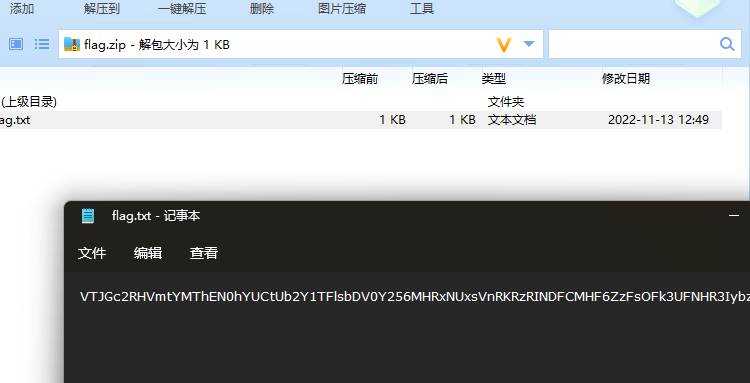 添加 解压到 一键解压 删除 图片压缩 工具
flag.zip - 解包大小为 1 KB
压缩前 压缩后 类型 修改日期
(上级目录) 文件夹
ag.txt 1 KB 1 KB 文本文档 2022-11-13 12:49
flag.txt - 记事本
文件 编辑 查看
VTJGc2RHVmtYMThEN0hYUCtUb2Y1TFlsbDV0Y256MHRxNUxsVnRKRzRINDFCMHF6ZzFsOFk3UFNHR3Iybz